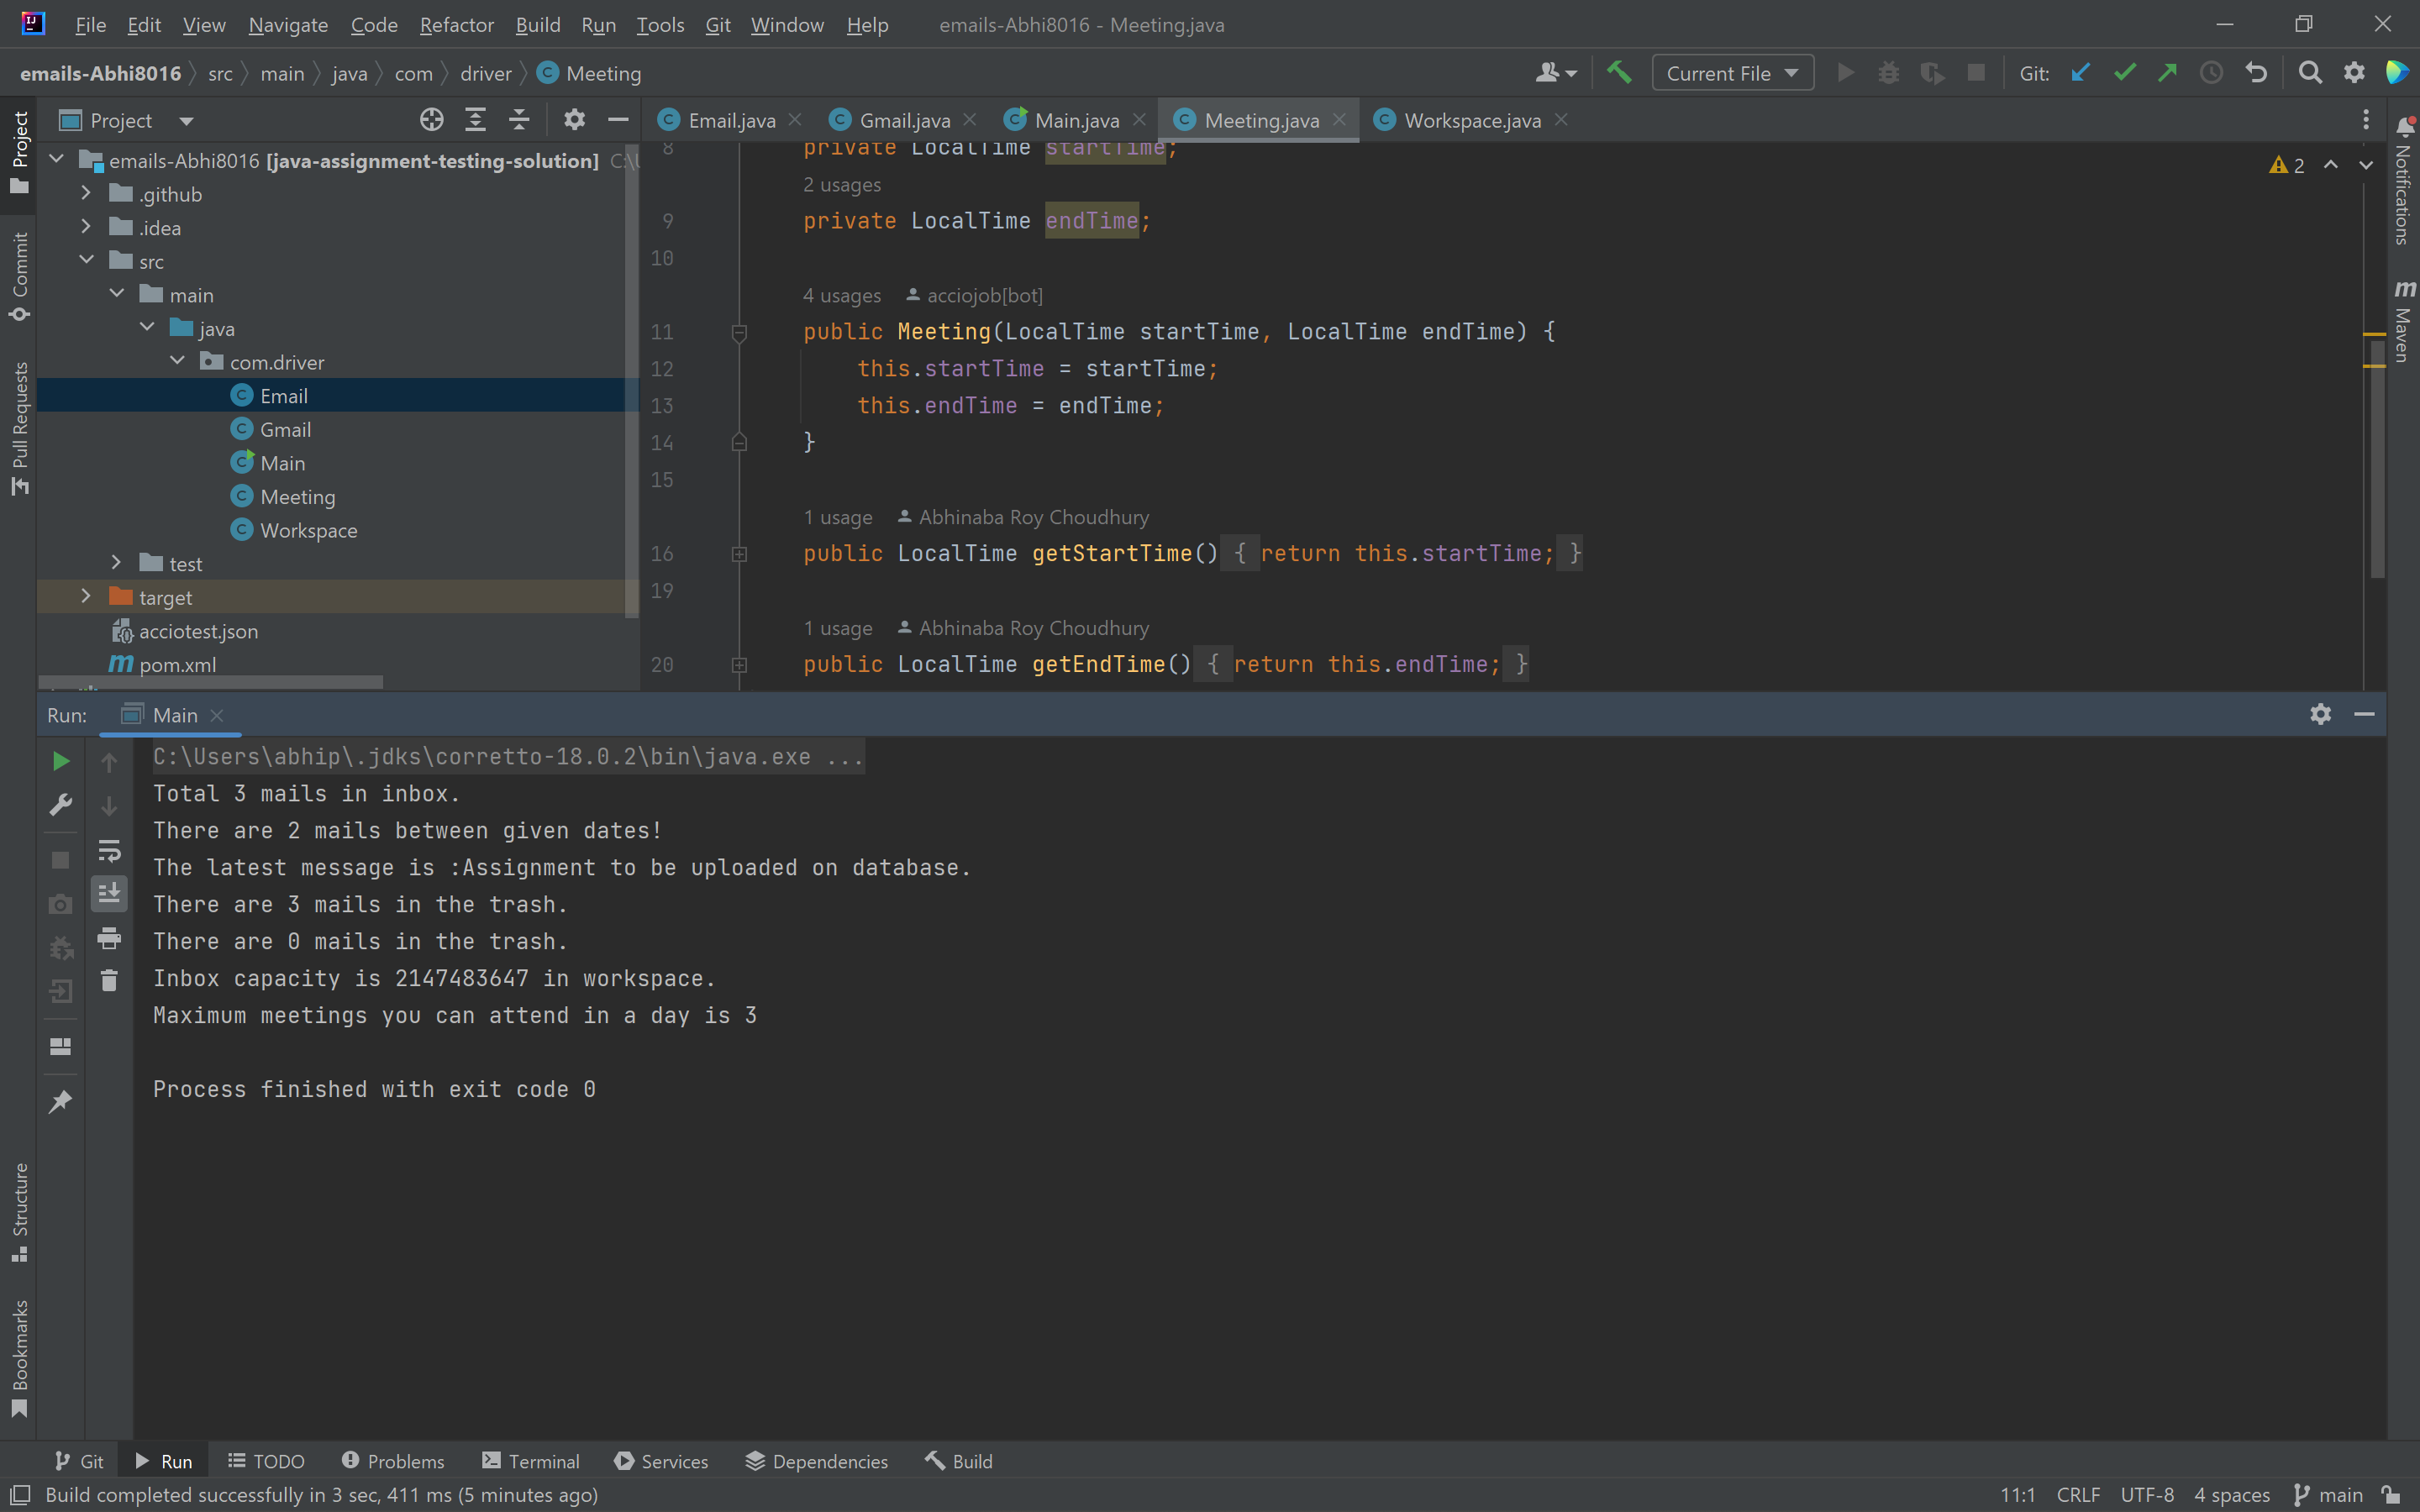 File Edit View Navigate Code Refactor Build Run Tools Git Window Help emails-Abhi8016 - Meeting.java
emails-Abhi8016 src main java com driver Meeting Current File Git:
Project
Email.java Gmail.java Main.java Meeting.java Workspace.java
emails-Abhi8016 [java-assignment-testing-solution] C:\
.github
.idea
src
main
java
com.driver
Email
Gmail
Main
Meeting
Workspace
test
target
acciotest.json
pom.xml
8 private LocalTime startTime;
2 usages
9 private LocalTime endTime;
10
4 usages acciojob[bot]
11 public Meeting(LocalTime startTime, LocalTime endTime) {
12 this.startTime = startTime;
13 this.endTime = endTime;
14 }
15
1 usage Abhinaba Roy Choudhury
16 public LocalTime getStartTime() { return this.startTime; }
19
1 usage Abhinaba Roy Choudhury
20 public LocalTime getEndTime() { return this.endTime; }
2
Project
Commit
Pull Requests
Structure
Bookmarks
Notifications
m Maven
Run: Main
C:\Users\abhip\.jdks\corretto-18.0.2\bin\java.exe ...
Total 3 mails in inbox.
There are 2 mails between given dates!
The latest message is :Assignment to be uploaded on database.
There are 3 mails in the trash.
There are 0 mails in the trash.
Inbox capacity is 2147483647 in workspace.
Maximum meetings you can attend in a day is 3
Process finished with exit code 0
Git Run TODO Problems Terminal Services Dependencies Build
Build completed successfully in 3 sec, 411 ms (5 minutes ago) 11:1 CRLF UTF-8 4 spaces main